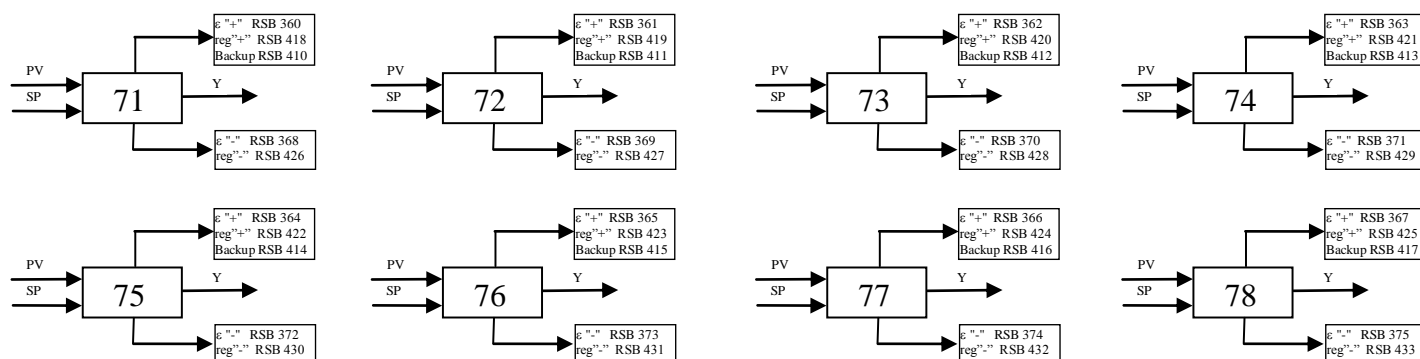 ε "+" RSB 360
reg”+” RSB 418
Backup RSB 410
PV
SP
71
Y
ε "-" RSB 368
reg”-” RSB 426
ε "+" RSB 361
reg”+” RSB 419
Backup RSB 411
PV
SP
72
Y
ε "-" RSB 369
reg”-” RSB 427
ε "+" RSB 362
reg”+” RSB 420
Backup RSB 412
PV
SP
73
Y
ε "-" RSB 370
reg”-” RSB 428
ε "+" RSB 363
reg”+” RSB 421
Backup RSB 413
PV
SP
74
Y
ε "-" RSB 371
reg”-” RSB 429
ε "+" RSB 364
reg”+” RSB 422
Backup RSB 414
PV
SP
75
Y
ε "-" RSB 372
reg”-” RSB 430
ε "+" RSB 365
reg”+” RSB 423
Backup RSB 415
PV
SP
76
Y
ε "-" RSB 373
reg”-” RSB 431
ε "+" RSB 366
reg”+” RSB 424
Backup RSB 416
PV
SP
77
Y
ε "-" RSB 374
reg”-” RSB 432
ε "+" RSB 367
reg”+” RSB 425
Backup RSB 417
PV
SP
78
Y
ε "-" RSB 375
reg”-” RSB 433